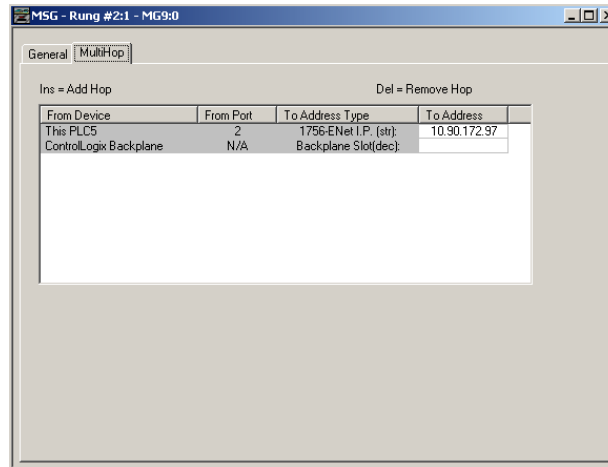 MSG - Rung #2:1 - MG9:0
General MultiHop
Ins = Add Hop Del = Remove Hop
From Device From Port To Address Type To Address
This PLC5 2 1756-ENet I.P. (str): 10.90.172.97
ControlLogix Backplane N/A Backplane Slot(dec):